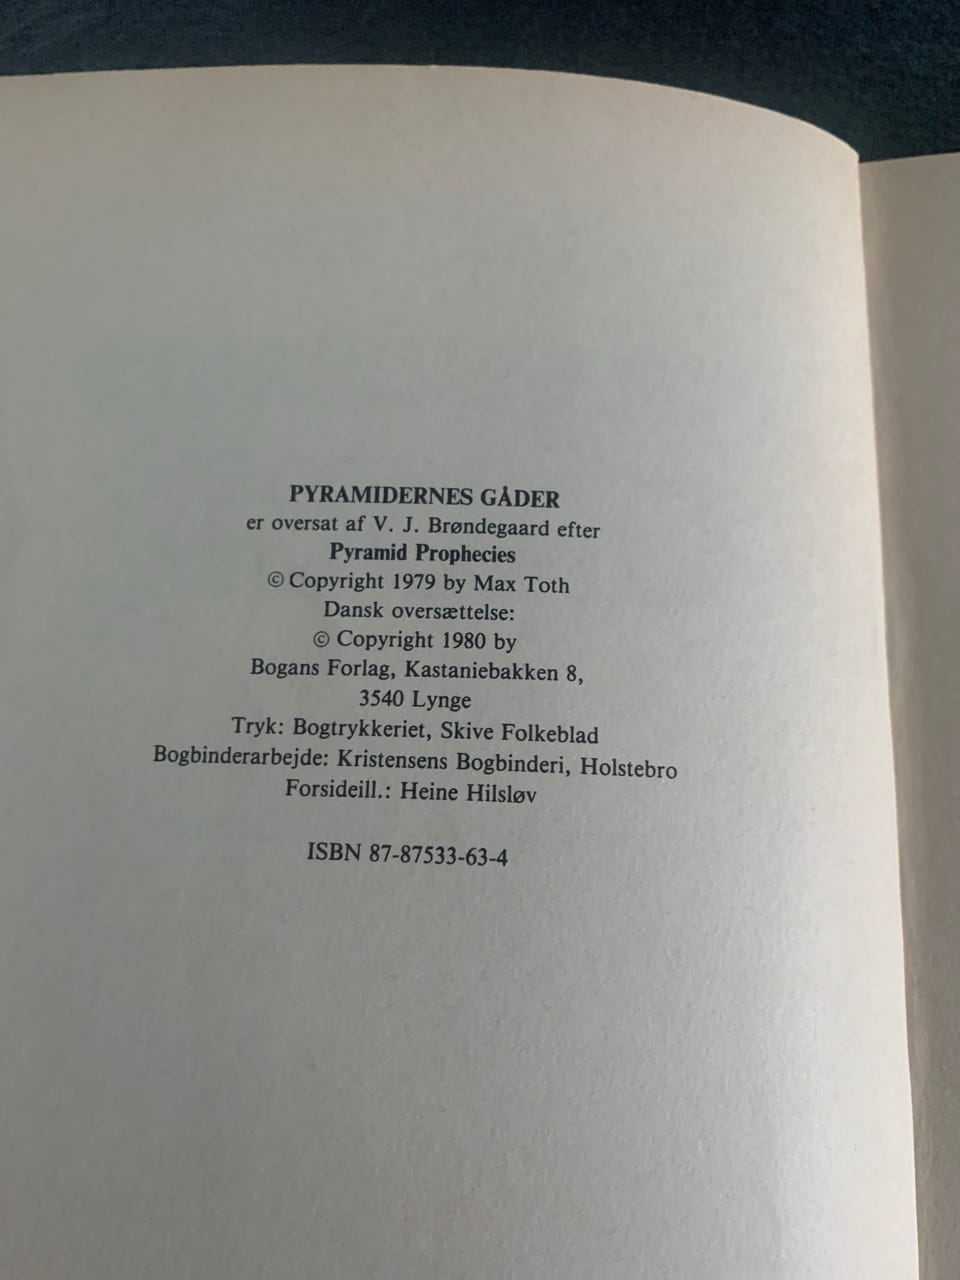 PYRAMIDERNES GÅDER
er oversat af V. J. Brøndegaard efter
Pyramid Prophecies
© Copyright 1979 by Max Toth
Dansk oversættelse:
© Copyright 1980 by
Bogans Forlag, Kastaniebakken 8,
3540 Lynge
Tryk: Bogtrykkeriet, Skive Folkeblad
Bogbinderarbejde: Kristensens Bogbinderi, Holstebro
Forsideill.: Heine Hilsløv
ISBN 87-87533-63-4